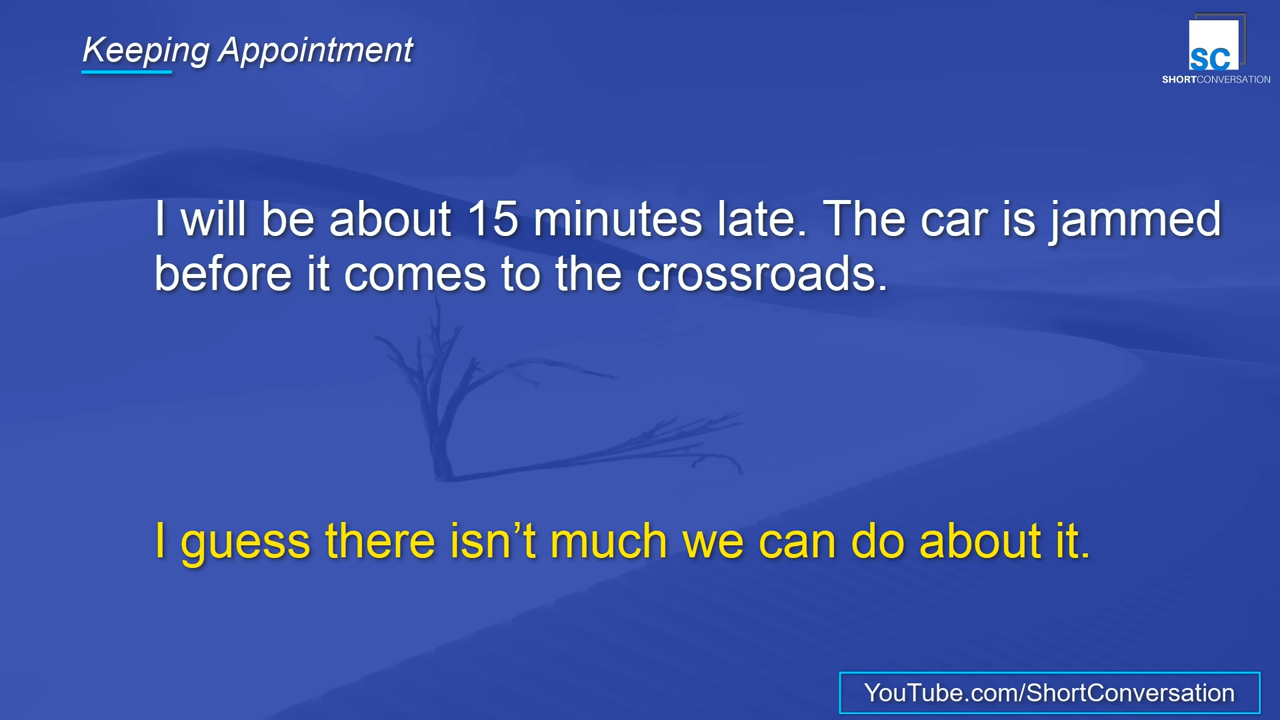 Keeping Appointment
SC
SHORTCONVERSATION
I will be about 15 minutes late. The car is jammed
before it comes to the crossroads.
I guess there isn’t much we can do about it.
YouTube.com/ShortConversation